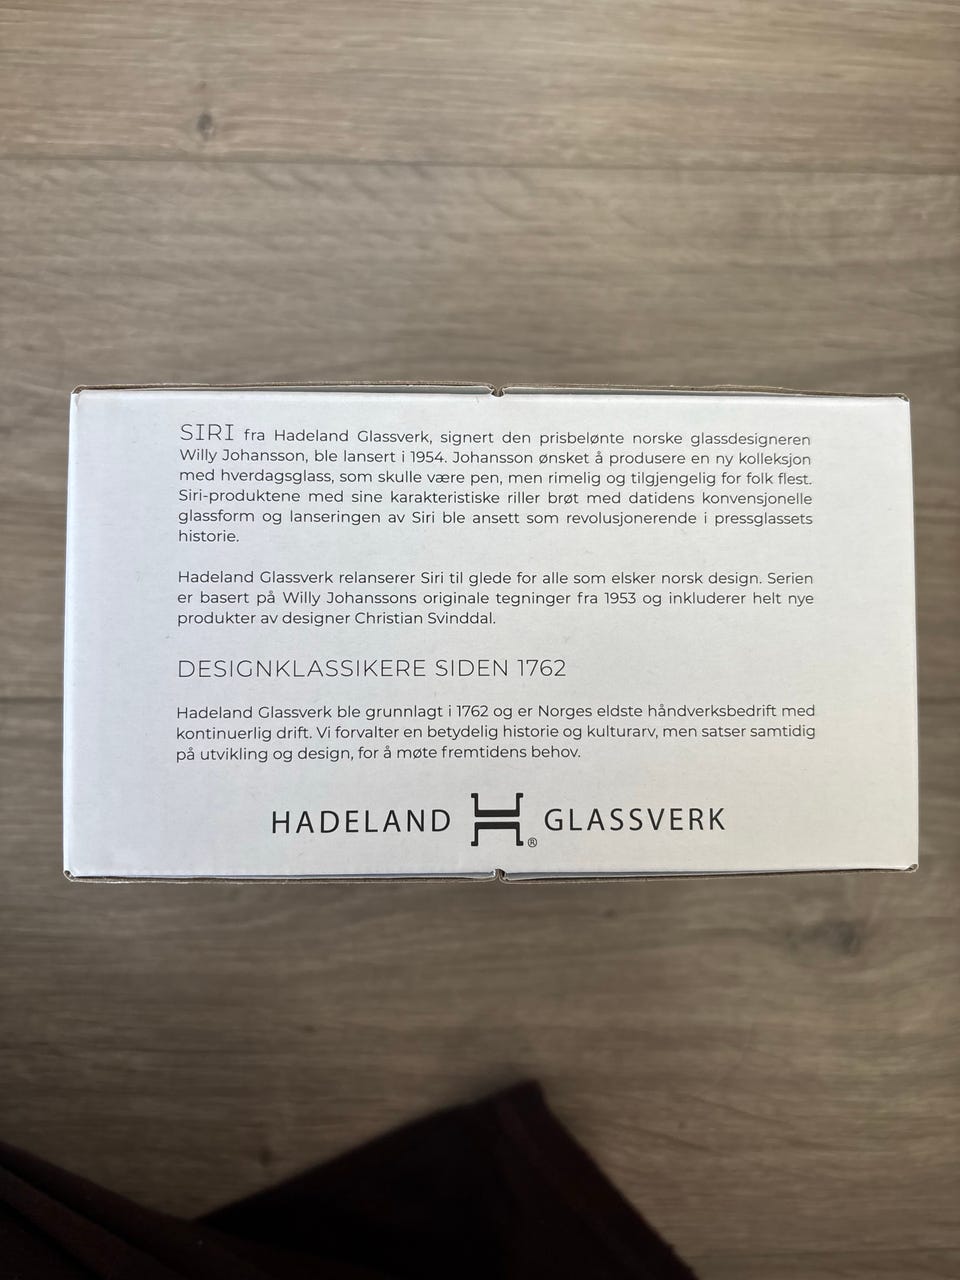 SIRI fra Hadeland Glassverk, signert den prisbelønte norske glassdesigneren
Willy Johansson, ble lansert i 1954. Johansson ønsket å produsere en ny kolleksjon
med hverdagsglass, som skulle være pen, men rimelig og tilgjengelig for folk flest.
Siri-produktene med sine karakteristiske riller brøt med datidens konvensjonelle
glassform og lanseringen av Siri ble ansett som revolusjonerende i pressglassets
historie.
Hadeland Glassverk relanserer Siri til glede for alle som elsker norsk design. Serien
er basert på Willy Johanssons originale tegninger fra 1953 og inkluderer helt nye
produkter av designer Christian Svinddal.
DESIGNKLASSIKERE SIDEN 1762
Hadeland Glassverk ble grunnlagt i 1762 og er Norges eldste håndverksbedrift med
kontinuerlig drift. Vi forvalter en betydelig historie og kulturarv, men satser samtidig
på utvikling og design, for å møte fremtidens behov.
HADELAND H® GLASSVERK